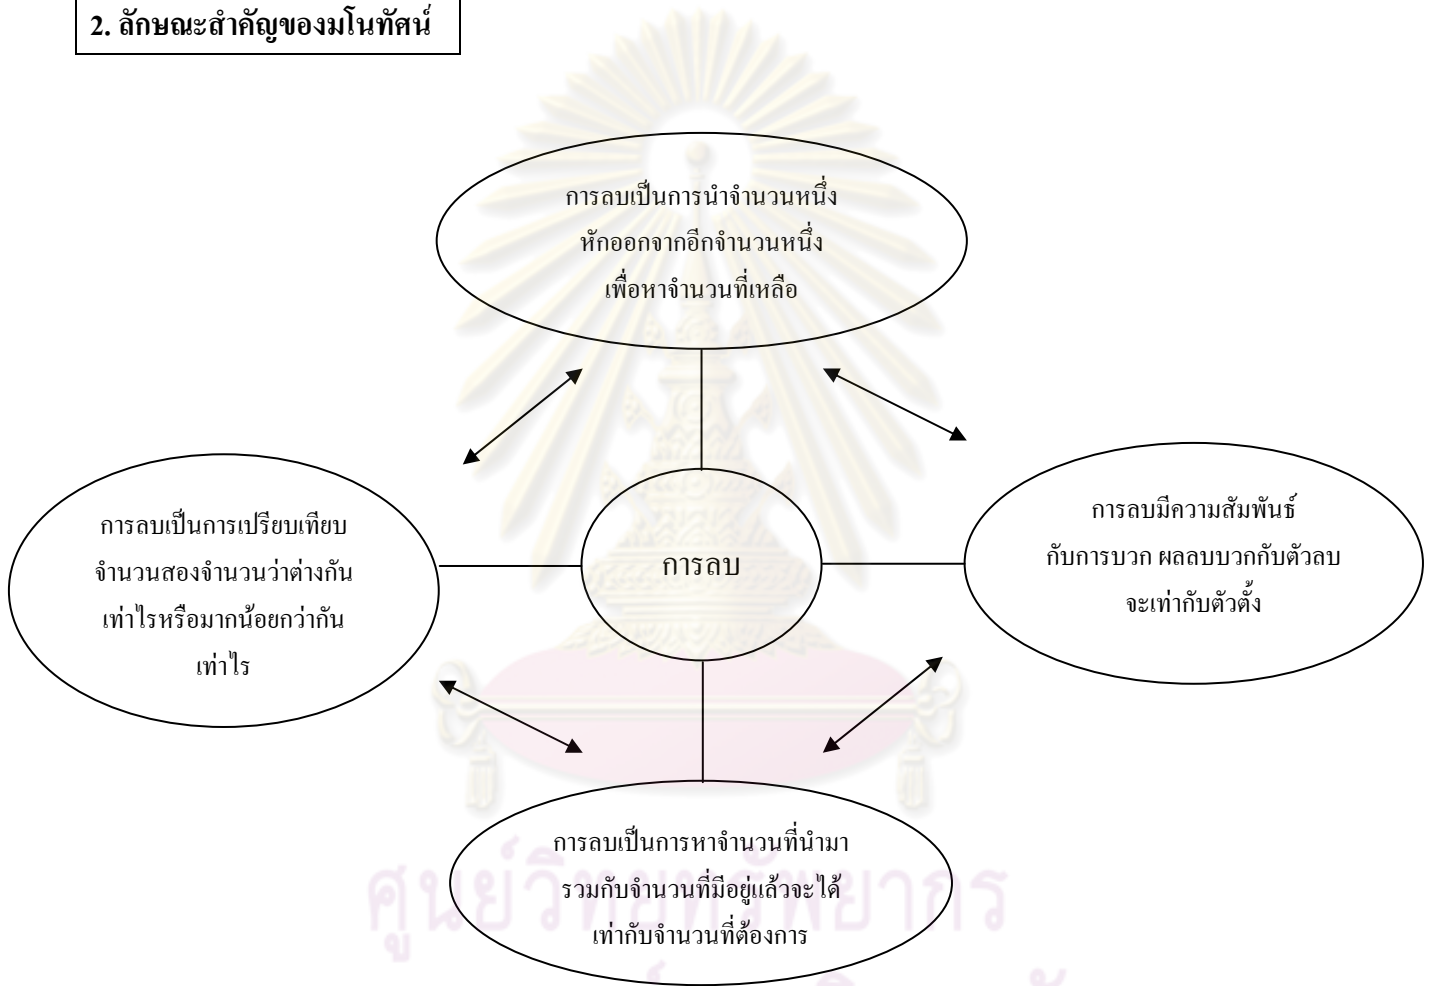 2. ลักษณะสำคัญของมโนทัศน์
การลบเป็นการนำจำนวนหนึ่ง
หักออกจากอีกจำนวนหนึ่ง
เพื่อหาจำนวนที่เหลือ
การลบเป็นการเปรียบเทียบ
จำนวนสองจำนวนว่าต่างกัน
เท่าไรหรือมากน้อยกว่ากัน
เท่าไร
การลบ
การลบมีความสัมพันธ์
กับการบวก ผลลบบวกกับตัวลบ
จะเท่ากับตัวตั้ง
การลบเป็นการหาจำนวนที่นำมา
รวมกับจำนวนที่มีอยู่แล้วจะได้
เท่ากับจำนวนที่ต้องการ
ศูนย์วิทยทรัพยากร